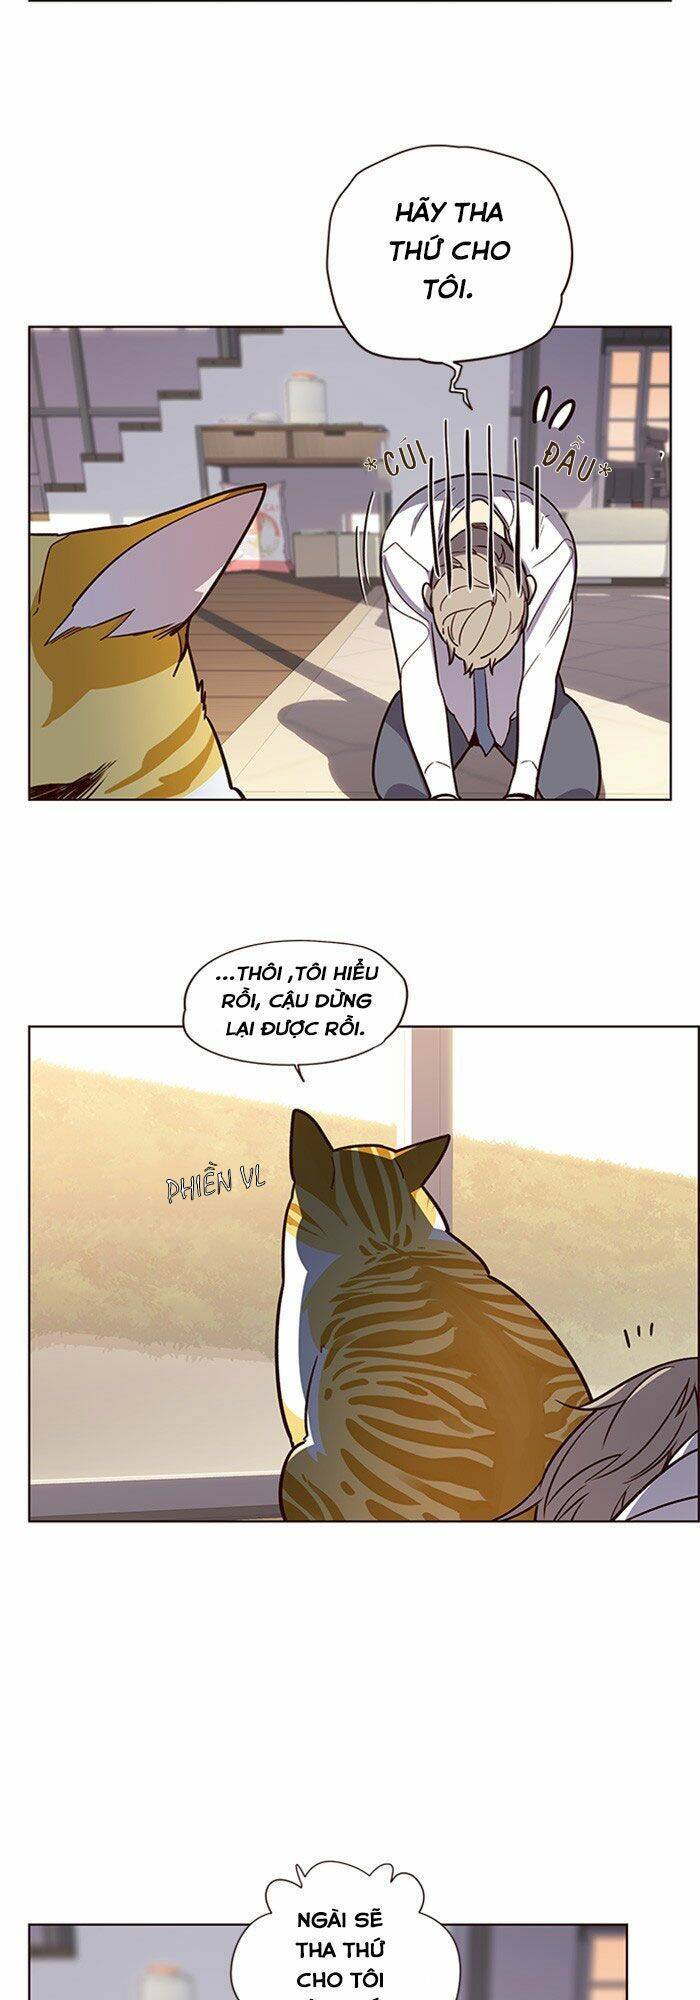 HÃY THA
THỨ CHO
TÔI.
*CÚI ĐẦU*
...THÔI ,TÔI HIỂU
RỒI, CẬU DỪNG
LẠI ĐƯỢC RỒI.
PHIỀN VL
NGÀI SẼ
THA THỨ
CHO TÔI